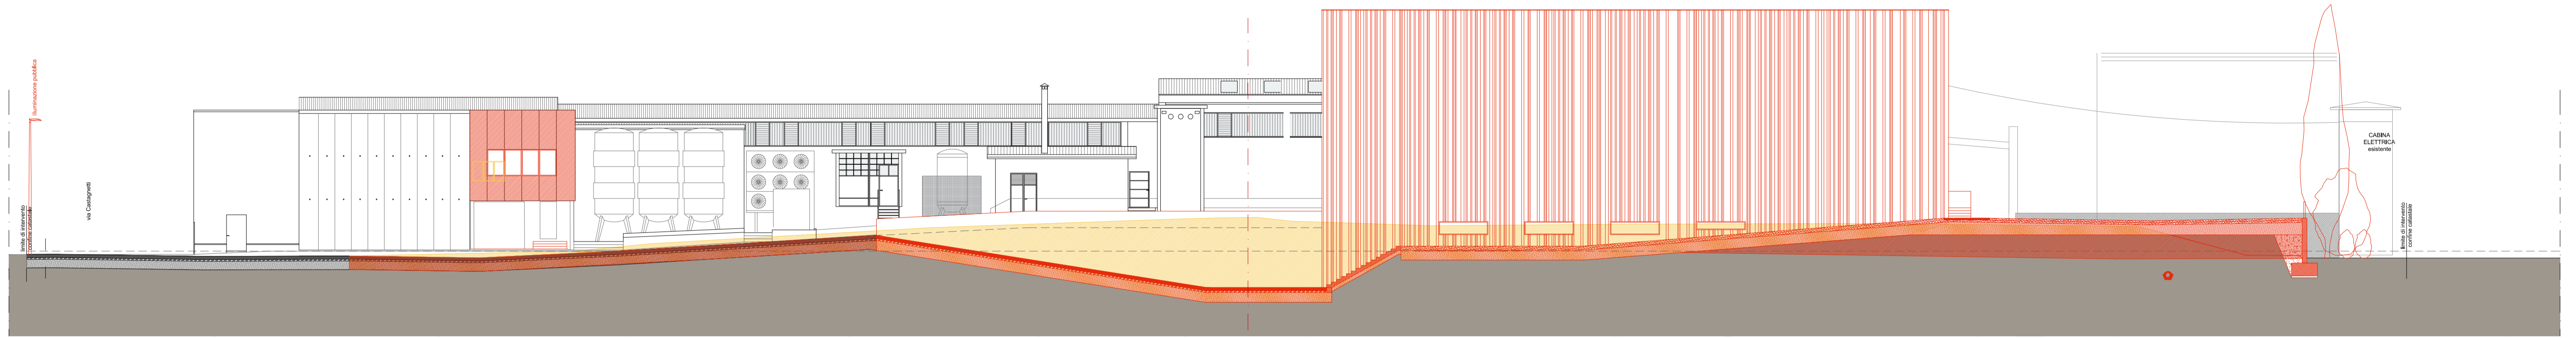 illuminazione pubblica
via Castagnetti
limite di intervento
confine catastale
CABINA
ELETTRICA
esistente
limite di intervento
confine catastale